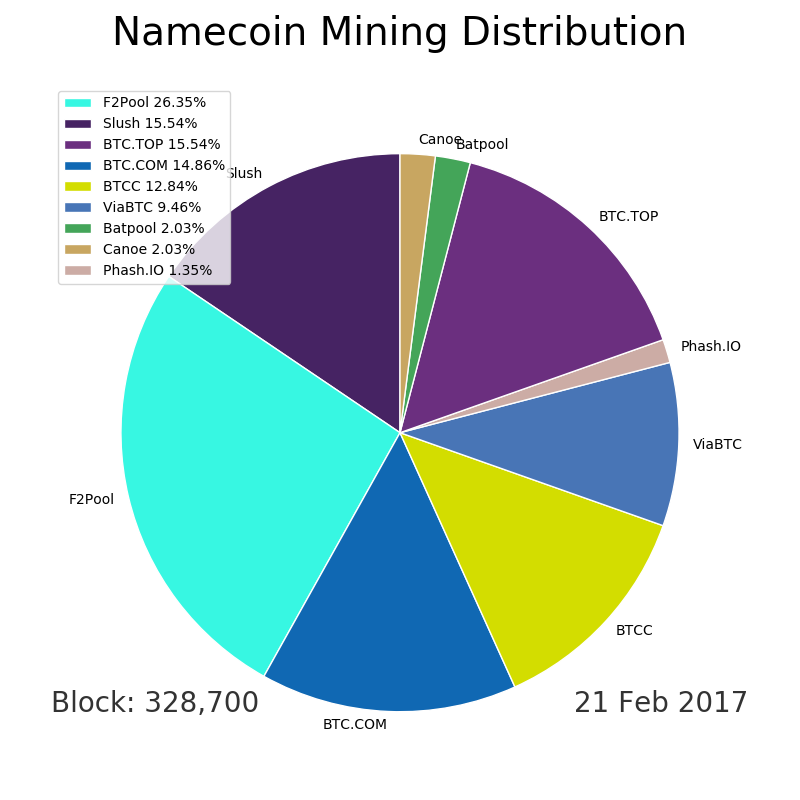 Namecoin Mining Distribution
F2Pool 26.35%
Slush 15.54%
BTC.TOP 15.54%
BTC.COM 14.86%
BTCC 12.84%
ViaBTC 9.46%
Batpool 2.03%
Canoe 2.03%
Phash.IO 1.35%
Canoe
Batpool
Slush
BTC.TOP
Phash.IO
ViaBTC
F2Pool
BTCC
BTC.COM
Block: 328,700
21 Feb 2017